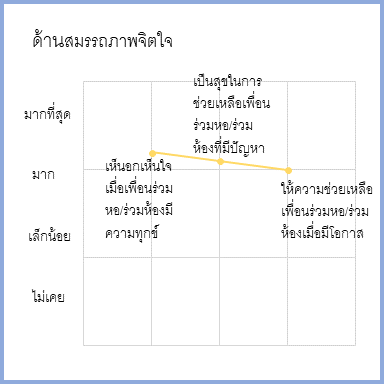 ด้านสมรรถภาพจิตใจ
เป็นสุขในการ
ช่วยเหลือเพื่อน
ร่วมหอ/ร่วม
ห้องที่มีปัญหา
มากที่สุด
มาก
เห็นอกเห็นใจ
เมื่อเพื่อนร่วม
หอ/ร่วมห้องมี
ความทุกข์
ให้ความช่วยเหลือ
เพื่อนร่วมหอ/ร่วม
ห้องเมื่อมีโอกาส
เล็กน้อย
ไม่เคย